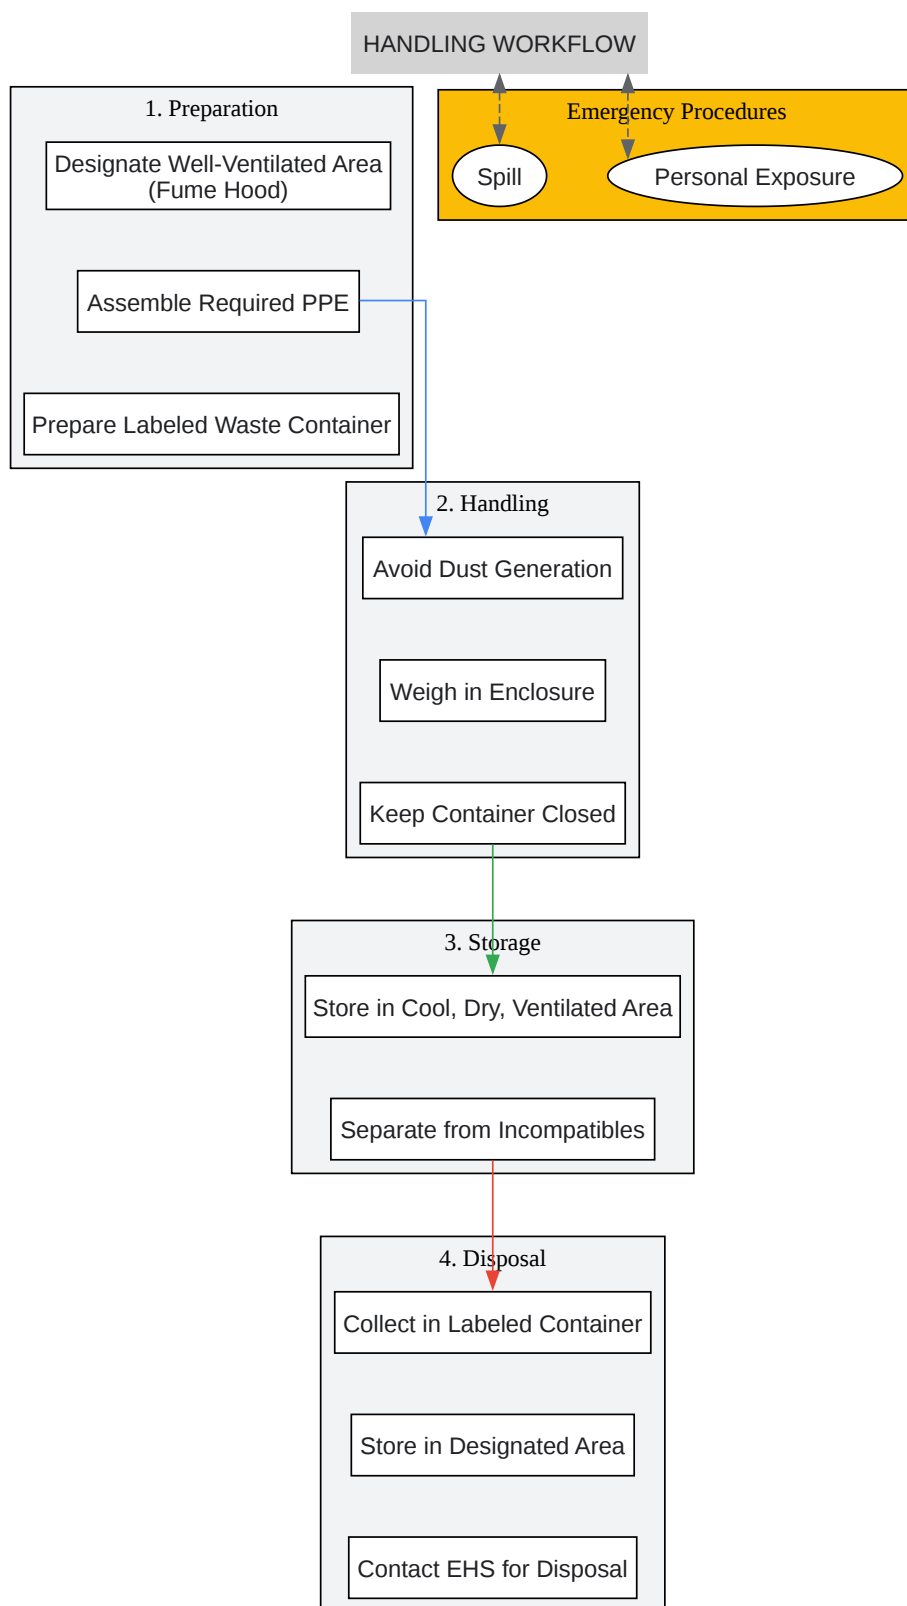 HANDLING WORKFLOW
1. Preparation
Designate Well-Ventilated Area
(Fume Hood)
Assemble Required PPE
Prepare Labeled Waste Container
Emergency Procedures
Spill
Personal Exposure
2. Handling
Avoid Dust Generation
Weigh in Enclosure
Keep Container Closed
3. Storage
Store in Cool, Dry, Ventilated Area
Separate from Incompatibles
4. Disposal
Collect in Labeled Container
Store in Designated Area
Contact EHS for Disposal